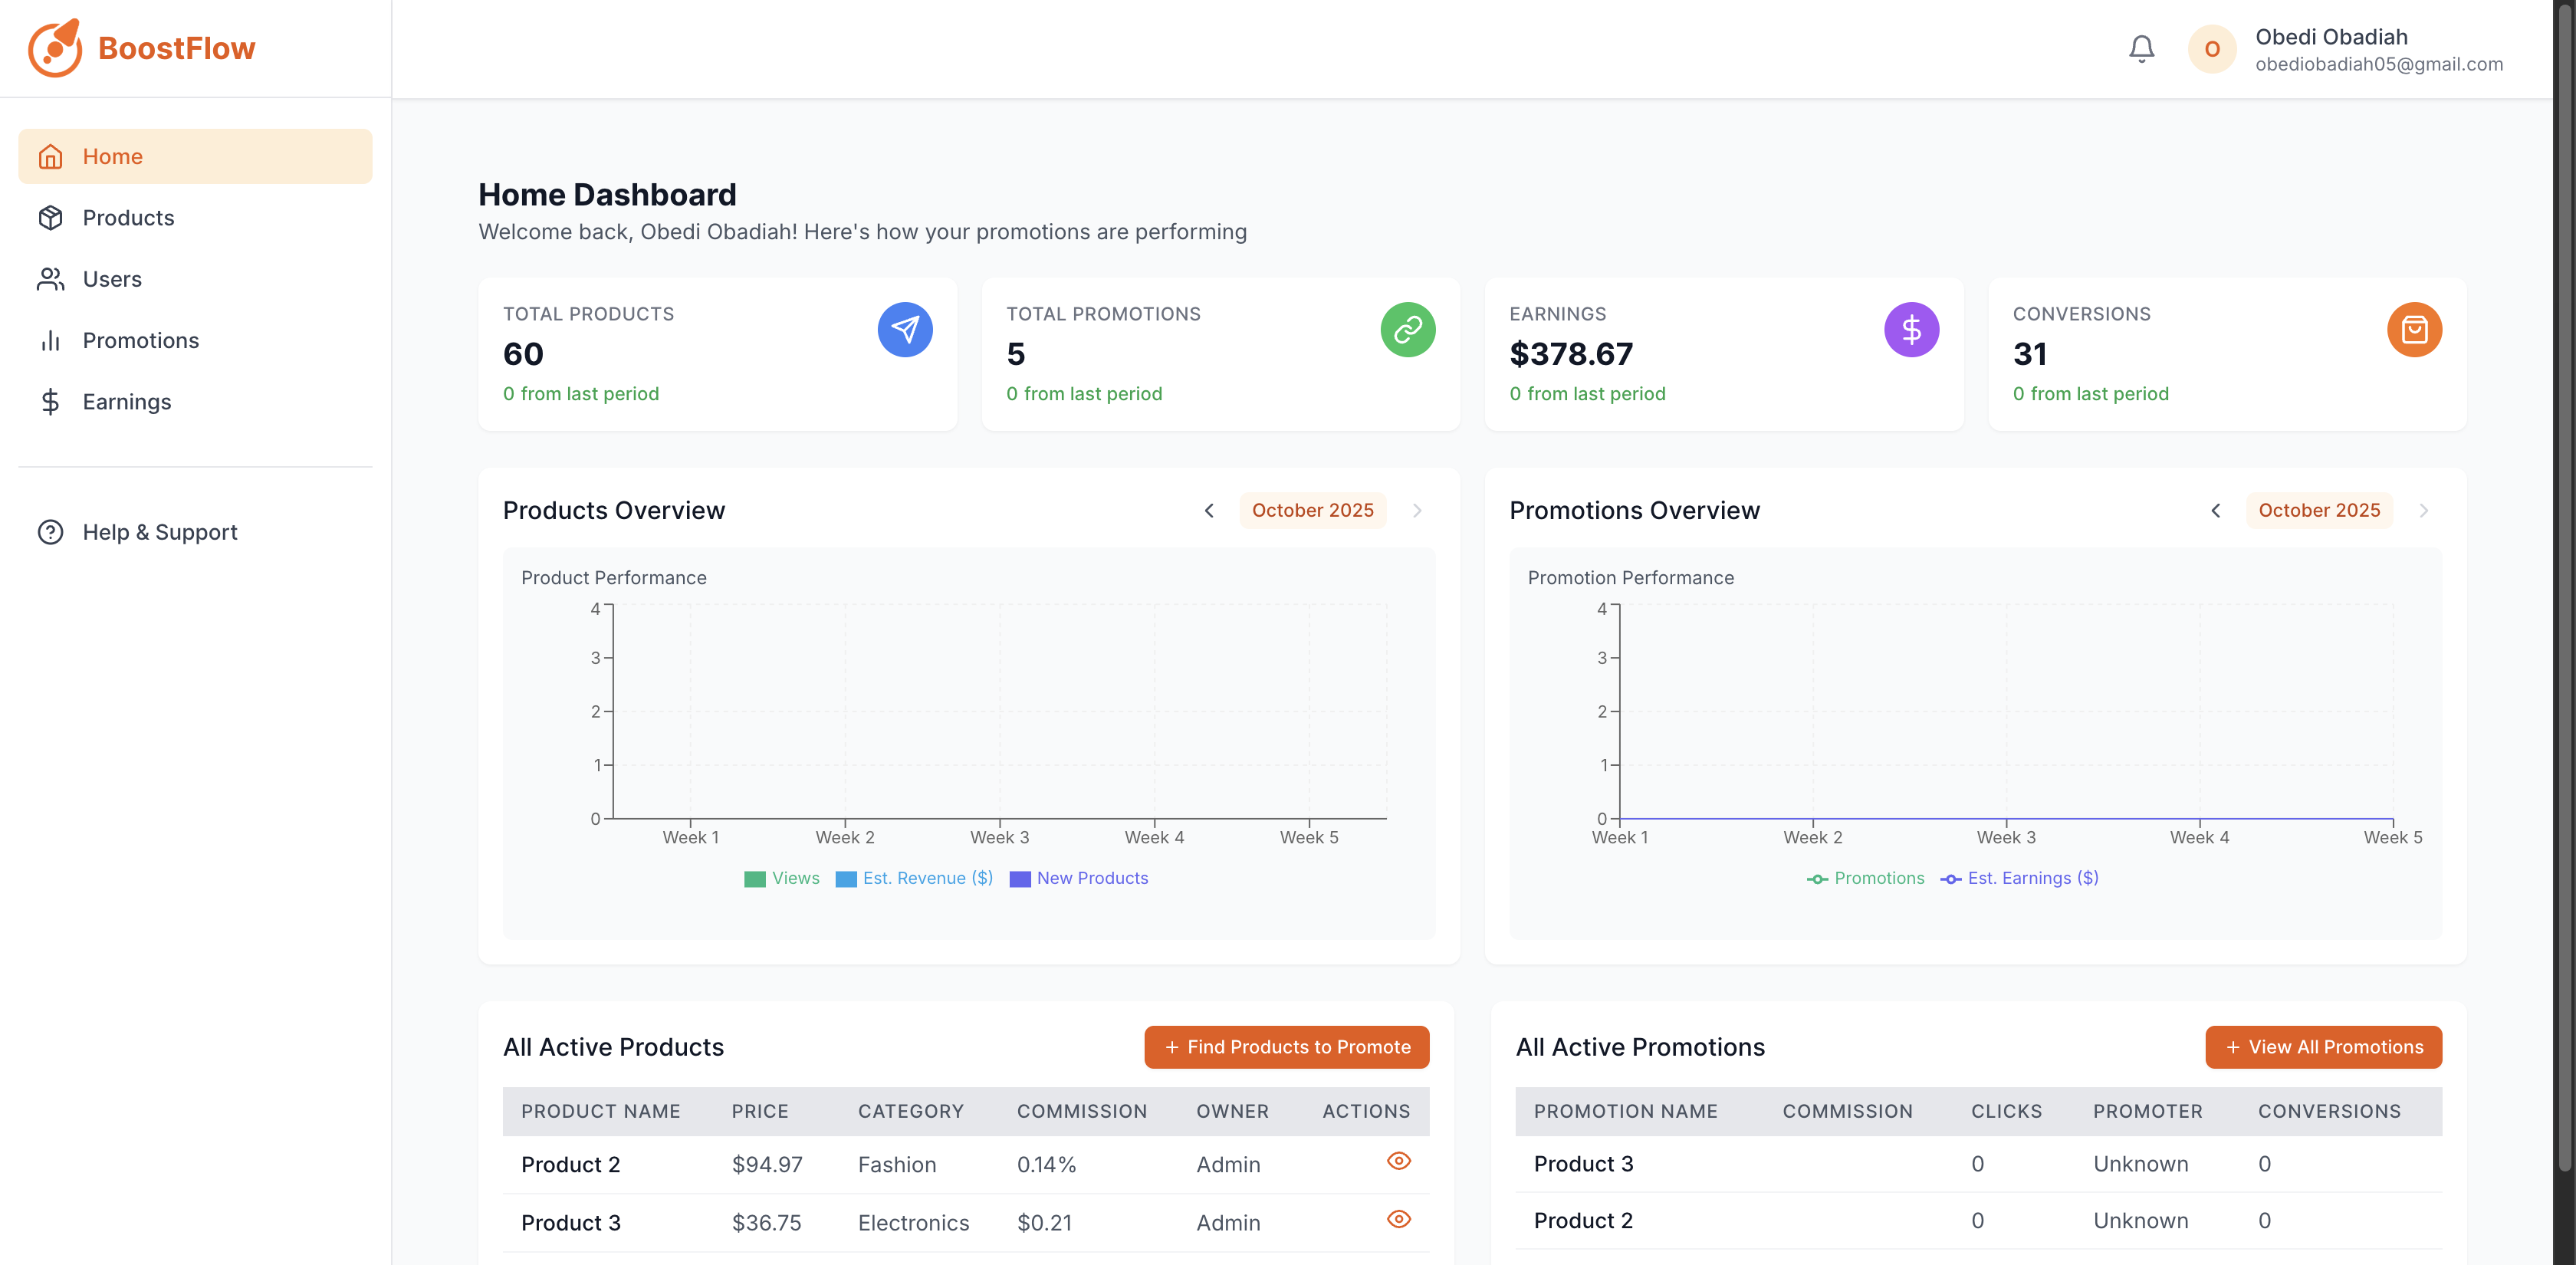 BoostFlow
Obedi Obadiah
obediobadiah05@gmail.com
Home
Products
Users
Promotions
Earnings
Help & Support
Home Dashboard
Welcome back, Obedi Obadiah! Here's how your promotions are performing
TOTAL PRODUCTS
60
0 from last period
TOTAL PROMOTIONS
5
0 from last period
EARNINGS
$378.67
0 from last period
CONVERSIONS
31
0 from last period
Products Overview
October 2025
Product Performance
4
3
2
1
0
Week 1 Week 2 Week 3 Week 4 Week 5
Views Est. Revenue ($) New Products
Promotions Overview
October 2025
Promotion Performance
4
3
2
1
0
Week 1 Week 2 Week 3 Week 4 Week 5
Promotions Est. Earnings ($)
All Active Products
+ Find Products to Promote
PRODUCT NAME PRICE CATEGORY COMMISSION OWNER ACTIONS
Product 2 $94.97 Fashion 0.14% Admin
Product 3 $36.75 Electronics $0.21 Admin
All Active Promotions
+ View All Promotions
PROMOTION NAME COMMISSION CLICKS PROMOTER CONVERSIONS
Product 3 0 Unknown 0
Product 2 0 Unknown 0